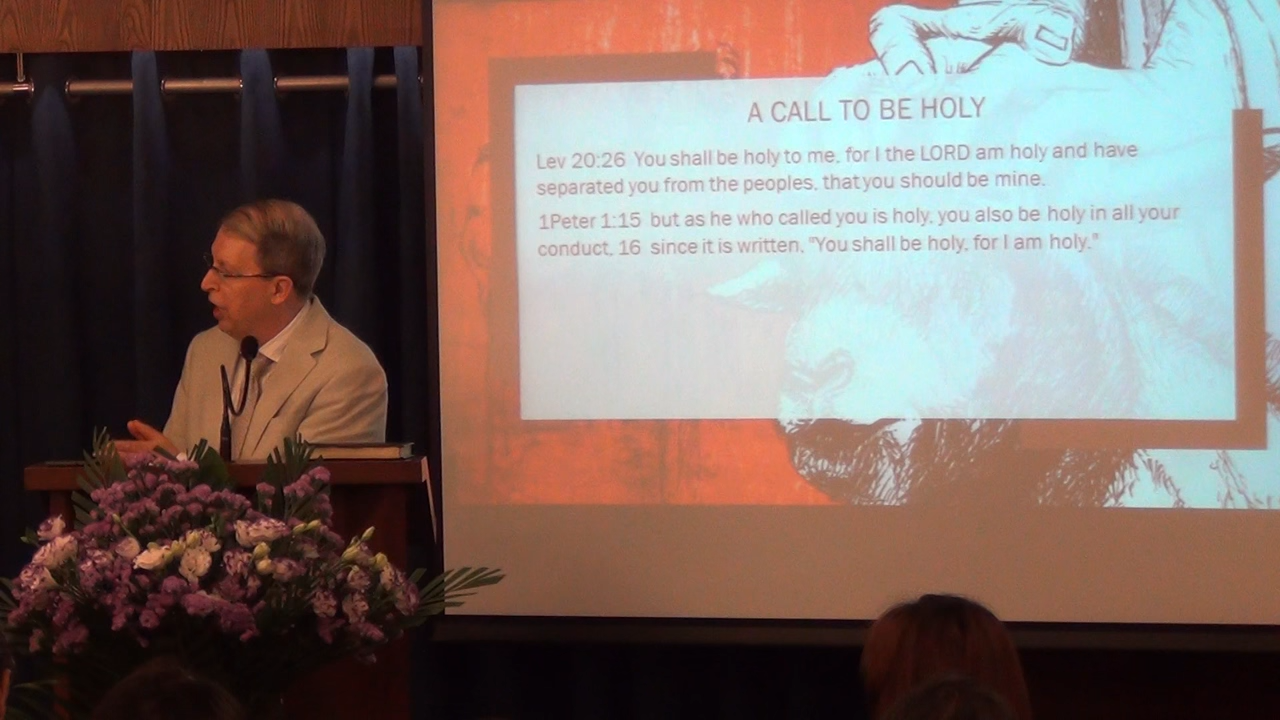 A CALL TO BE HOLY
Lev 20:26 You shall be holy to me, for I the LORD am holy and have
separated you from the peoples, that you should be mine.
1Peter 1:15 but as he who called you is holy, you also be holy in all your
conduct, 16 since it is written, "You shall be holy, for I am holy."